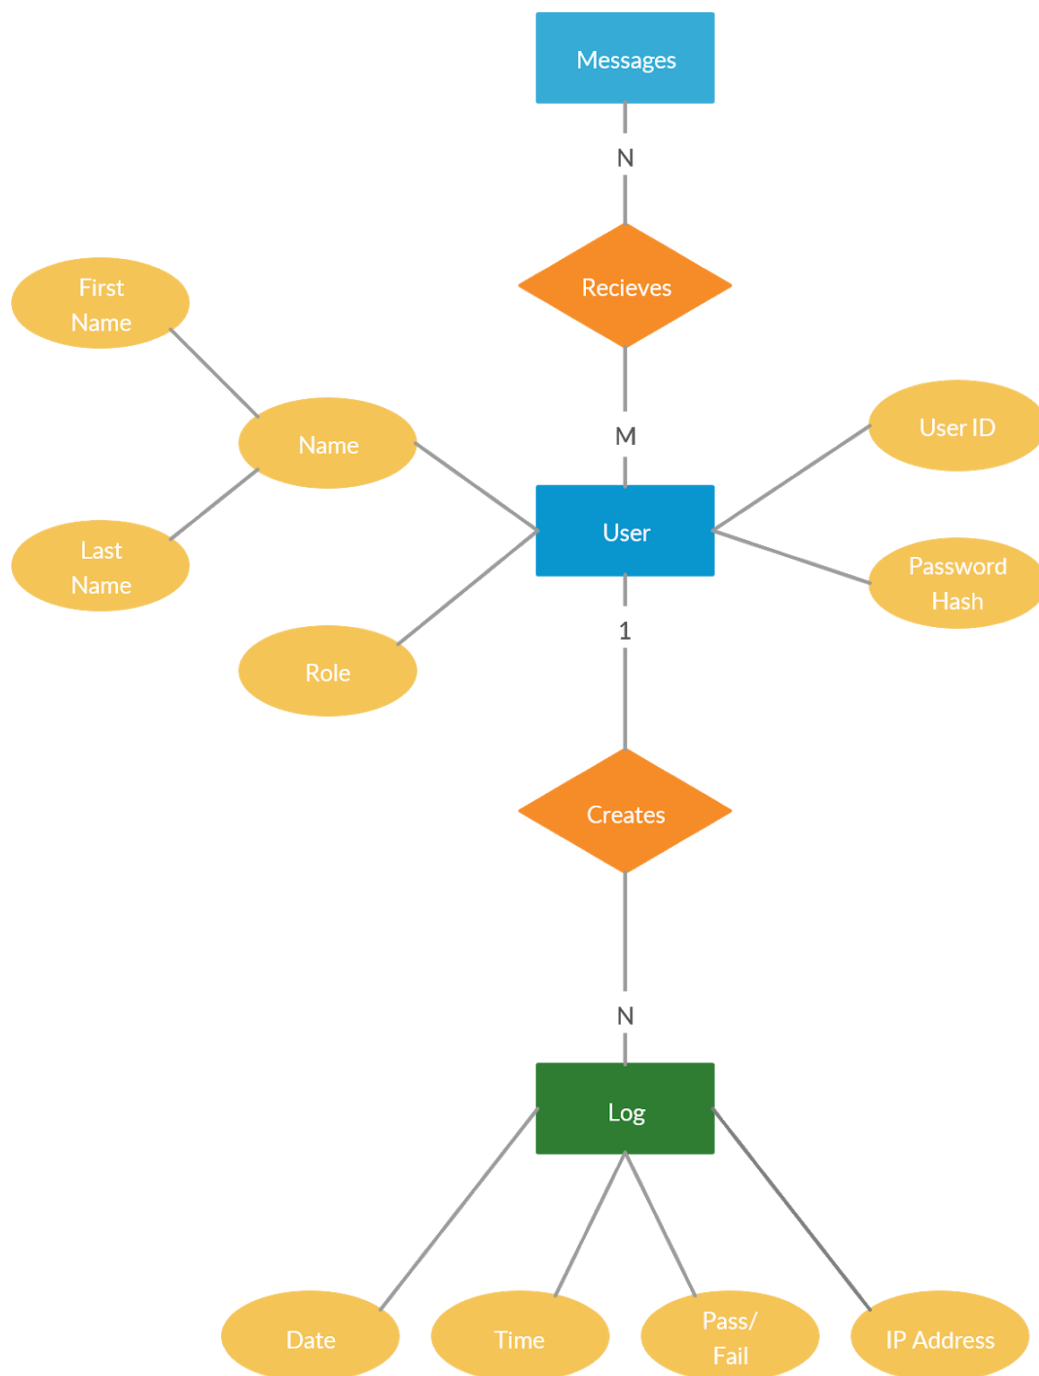 Messages
N
Recieves
First
Name
M
User ID
Name
User
Password
Hash
Last
Name
1
Role
Creates
N
Log
Date
Time
Pass/
Fail
IP Address